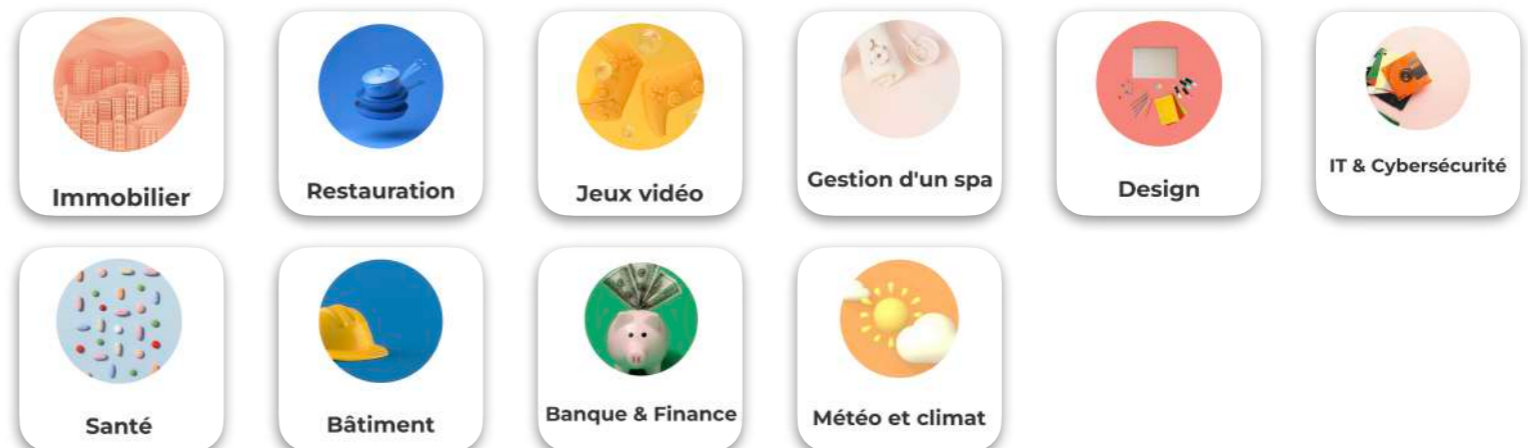 Immobilier
Restauration
Jeux vidéo
Gestion d'un spa
Design
IT & Cybersécurité
Santé
Bâtiment
Banque & Finance
Météo et climat